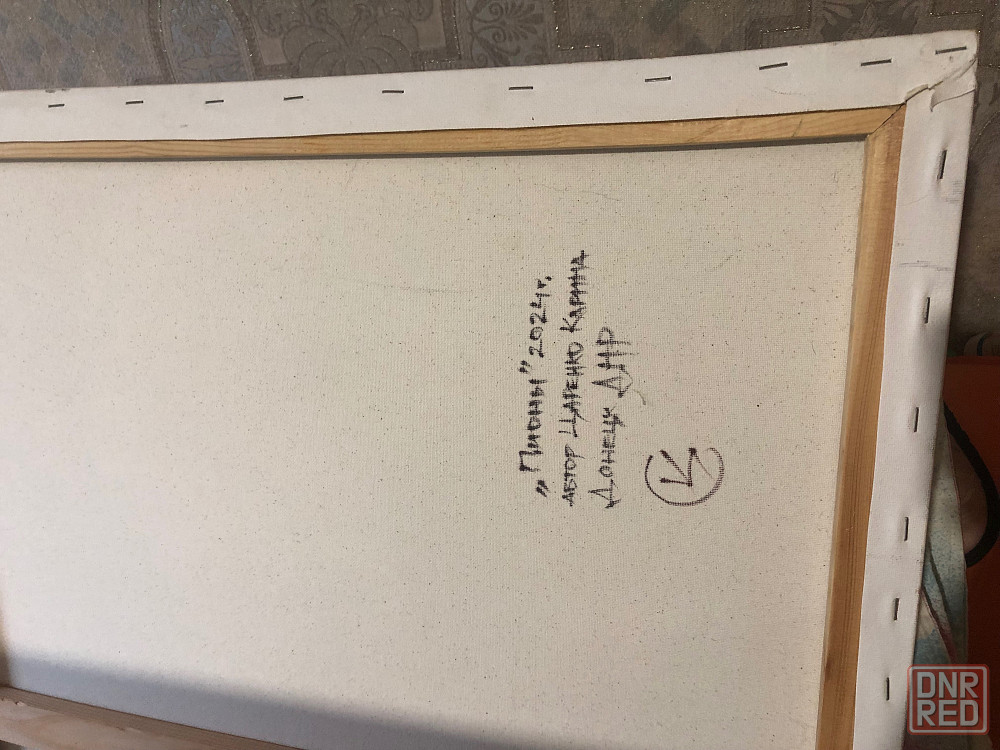 „Пионы" 2024г.
автор Царенко Карина
Донецк ДНР
К
DNR
RED